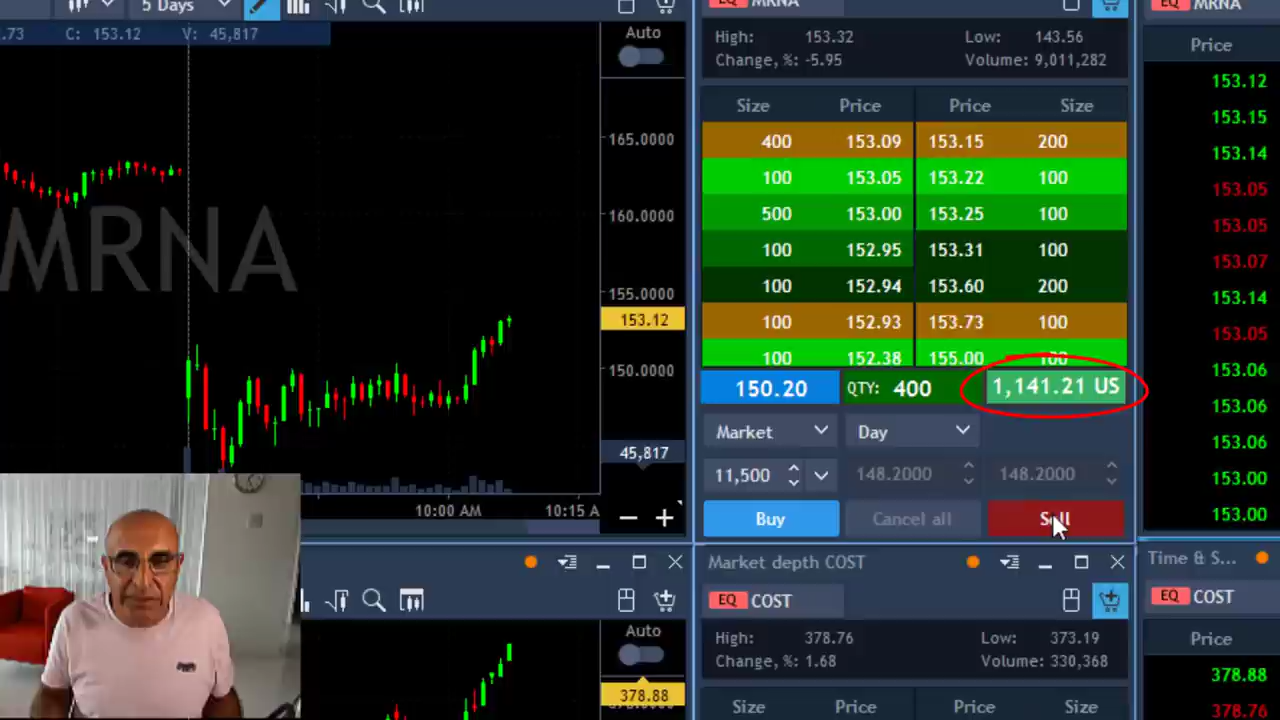 5 Days
.73 C: 153.12 V: 45,817
Auto
165.0000
160.0000
155.0000
153.12
150.0000
45,817
10:00 AM 10:15 A
MRNA
EQ MRNA
High: 153.32 Low: 143.56
Change, %: -5.95 Volume: 9,011,282
Size Price Price Size
400 153.09 153.15 200
100 153.05 153.22 100
500 153.00 153.25 100
100 152.95 153.31 100
100 152.94 153.60 200
100 152.93 153.73 100
100 152.38 155.00 100
150.20 QTY: 400 1,141.21 US
Market Day
11,500 148.2000 148.2000
Buy Cancel all Sell
EQ MRNA
Price
153.12
153.15
153.14
153.05
153.05
153.07
153.14
153.05
153.06
153.06
153.06
153.00
153.00
Auto
378.88
Market depth COST
EQ COST
High: 378.76 Low: 373.19
Change, %: 1.68 Volume: 330,368
Size Price Price Size
Time & S...
EQ COST
Price
378.88
378.76